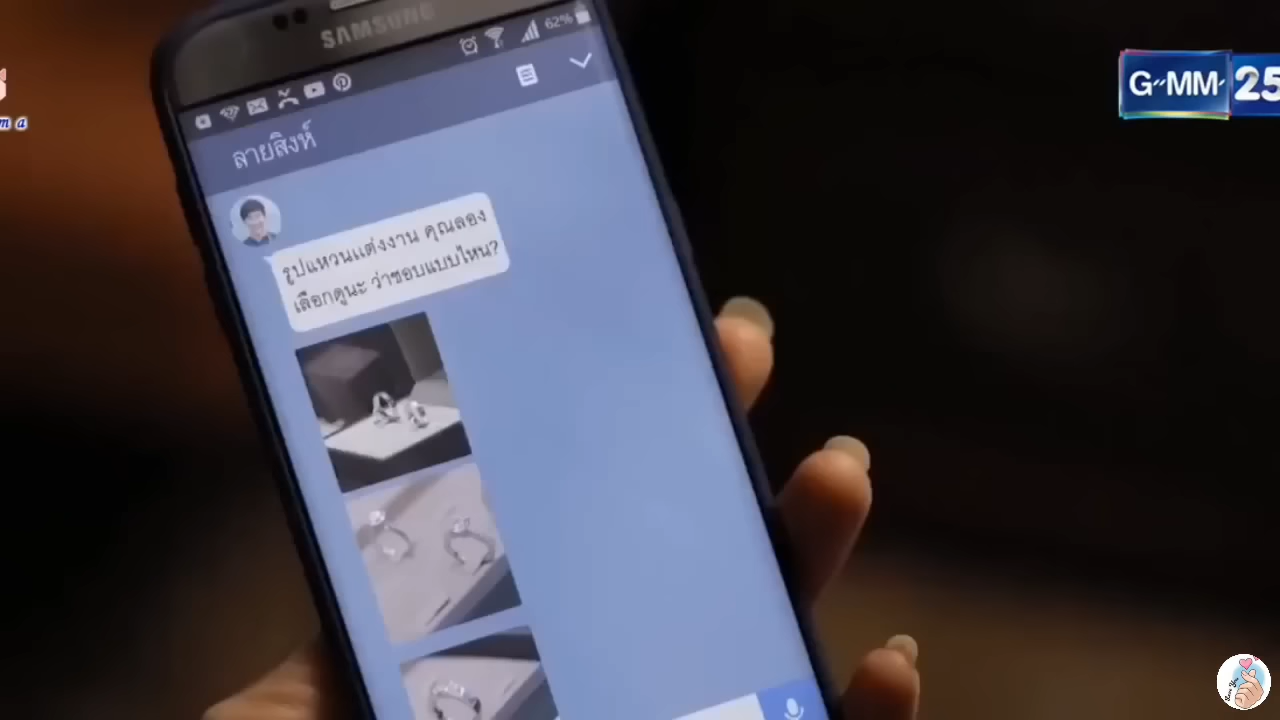 SAMSUNG
62%
ลายสิงห์
รูปแหวนแต่งงาน คุณลอง
เลือกดูนะ ว่าชอบแบบไหน?
GMM 25
m a